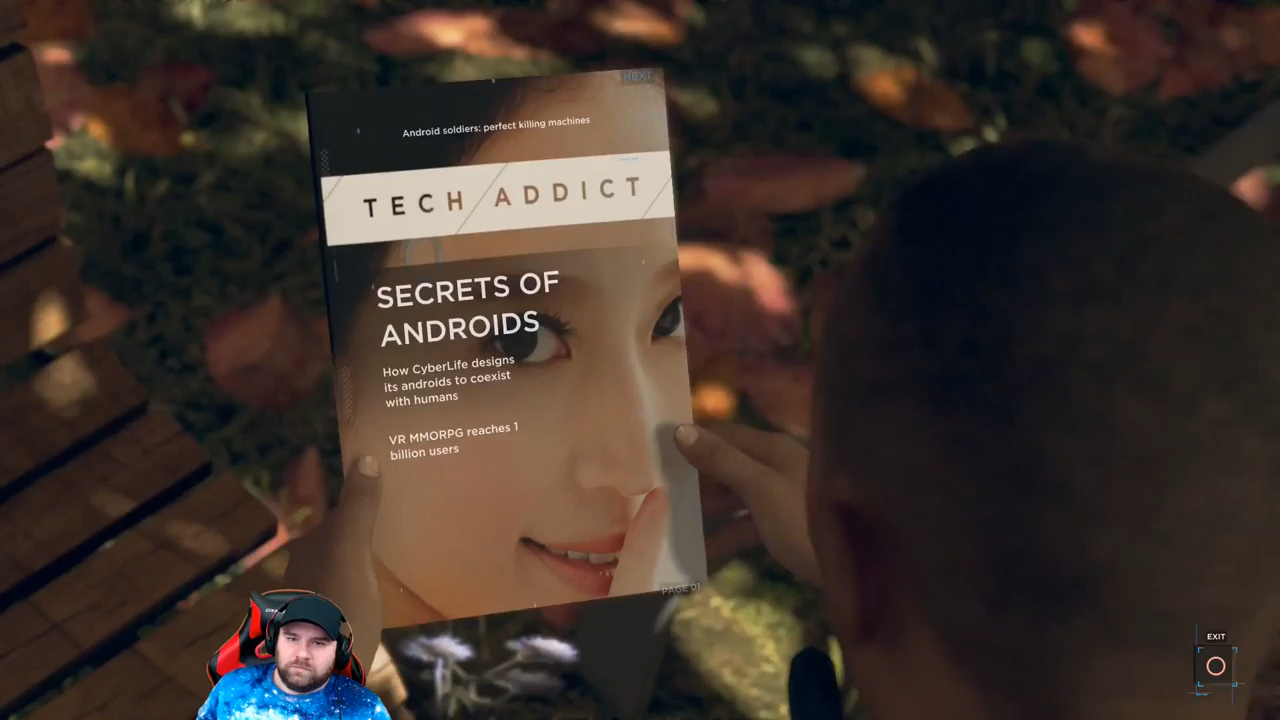 NEXT
Android soldiers: perfect killing machines
TECH ADDICT
SECRETS OF
ANDROIDS
How CyberLife designs
its androids to coexist
with humans
VR MMORPG reaches 1
billion users
PAGE 01
EXIT